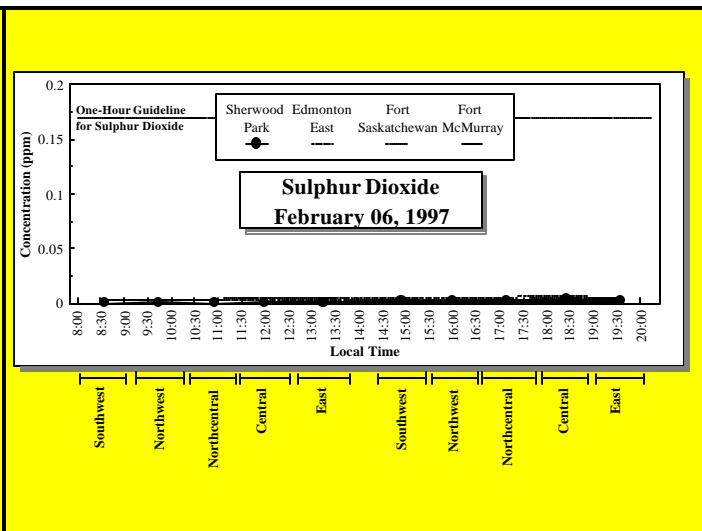 0.2
0.15
0.1
0.05
0
Concentration (ppm)
One-Hour Guideline
for Sulphur Dioxide
Sherwood Edmonton Fort Fort
Park East Saskatchewan McMurray
Sulphur Dioxide
February 06, 1997
8:00 8:30 9:00 9:30 10:00 10:30 11:00 11:30 12:00 12:30 13:00 13:30 14:00 14:30 15:00 15:30 16:00 16:30 17:00 17:30 18:00 18:30 19:00 19:30 20:00
Local Time
Southwest Northwest Northcentral Central East Southwest Northwest Northcentral Central East